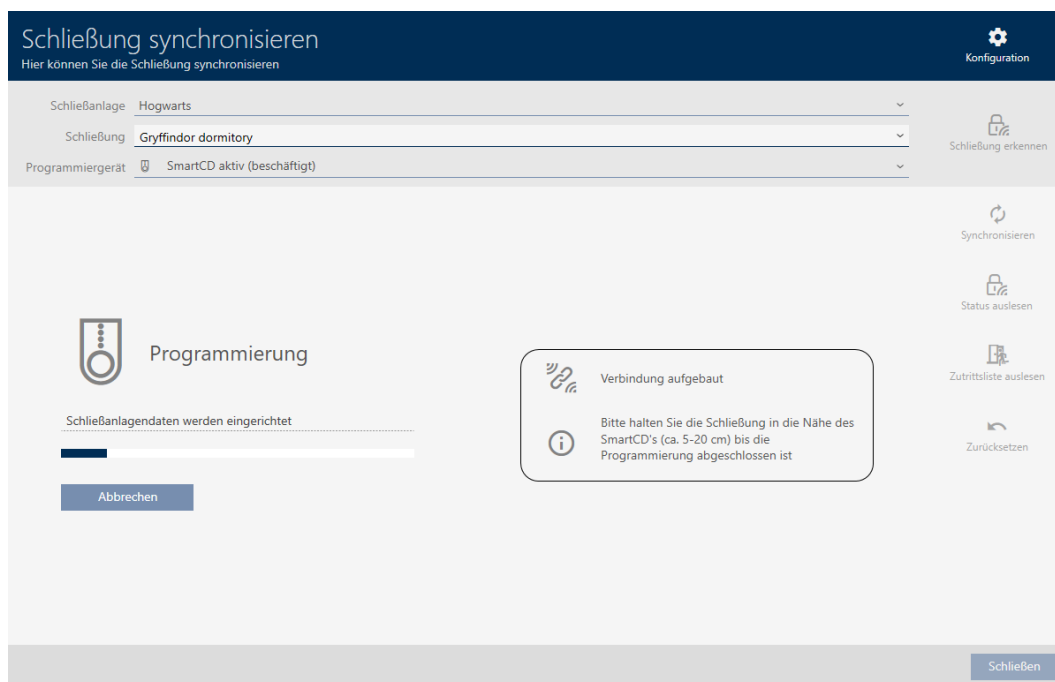 Schließung synchronisieren
Hier können Sie die Schließung synchronisieren
Konfiguration
Schließanlage Hogwarts
Schließung Gryffindor dormitory
Programmiergerät SmartCD aktiv (beschäftigt)
Schließung erkennen
Synchronisieren
Status auslesen
Zutrittsliste auslesen
Zurücksetzen
Programmierung
Schließanlagendaten werden eingerichtet
Abbrechen
Verbindung aufgebaut
Bitte halten Sie die Schließung in die Nähe des
SmartCD's (ca. 5-20 cm) bis die
Programmierung abgeschlossen ist
Schließen